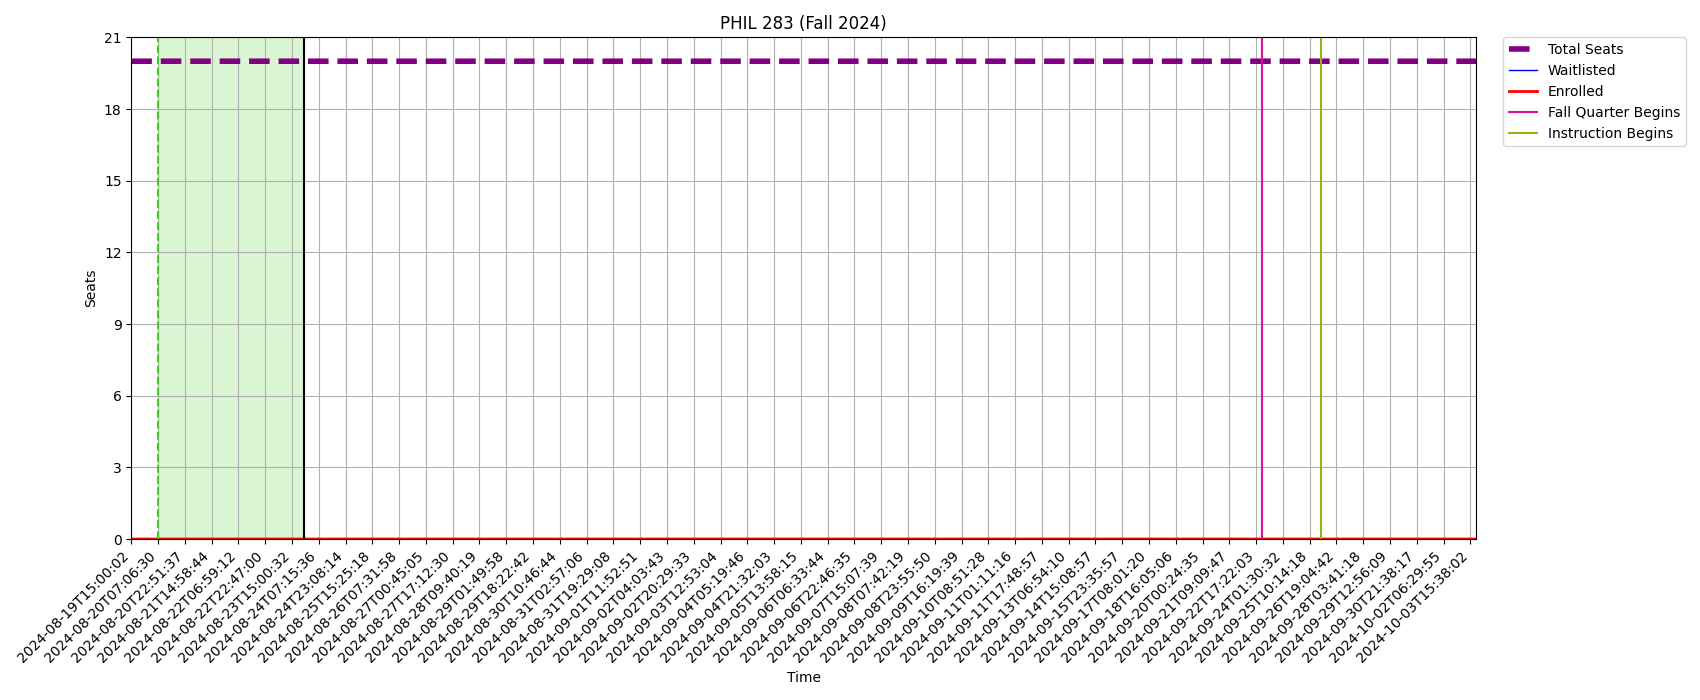 PHIL 283 (Fall 2024)
Total Seats
Waitlisted
Enrolled
Fall Quarter Begins
Instruction Begins
Seats
21
18
15
12
9
6
3
0
2024-08-19T15:00:02
2024-08-20T07:06:30
2024-08-20T22:51:37
2024-08-21T14:58:44
2024-08-22T06:59:12
2024-08-22T22:47:00
2024-08-23T15:00:32
2024-08-24T07:15:36
2024-08-24T23:08:14
2024-08-25T15:25:18
2024-08-26T07:31:58
2024-08-27T00:45:05
2024-08-27T17:12:30
2024-08-28T09:40:19
2024-08-29T01:49:58
2024-08-29T18:22:42
2024-08-30T10:46:44
2024-08-31T02:57:06
2024-08-31T19:29:08
2024-09-01T11:52:51
2024-09-02T04:03:43
2024-09-02T20:29:33
2024-09-03T12:53:04
2024-09-04T05:19:46
2024-09-04T21:32:03
2024-09-05T13:58:15
2024-09-06T06:33:44
2024-09-06T22:46:35
2024-09-07T15:07:39
2024-09-08T07:42:19
2024-09-08T23:55:50
2024-09-09T16:19:39
2024-09-10T08:51:28
2024-09-11T01:11:16
2024-09-11T17:48:57
2024-09-13T06:54:10
2024-09-14T15:08:57
2024-09-15T23:35:57
2024-09-17T08:01:20
2024-09-18T16:05:06
2024-09-20T00:24:35
2024-09-21T09:09:47
2024-09-22T17:22:03
2024-09-24T01:30:32
2024-09-25T10:14:18
2024-09-26T19:04:42
2024-09-28T03:41:18
2024-09-29T12:56:09
2024-09-30T21:38:17
2024-10-02T06:29:55
2024-10-03T15:38:02
Time